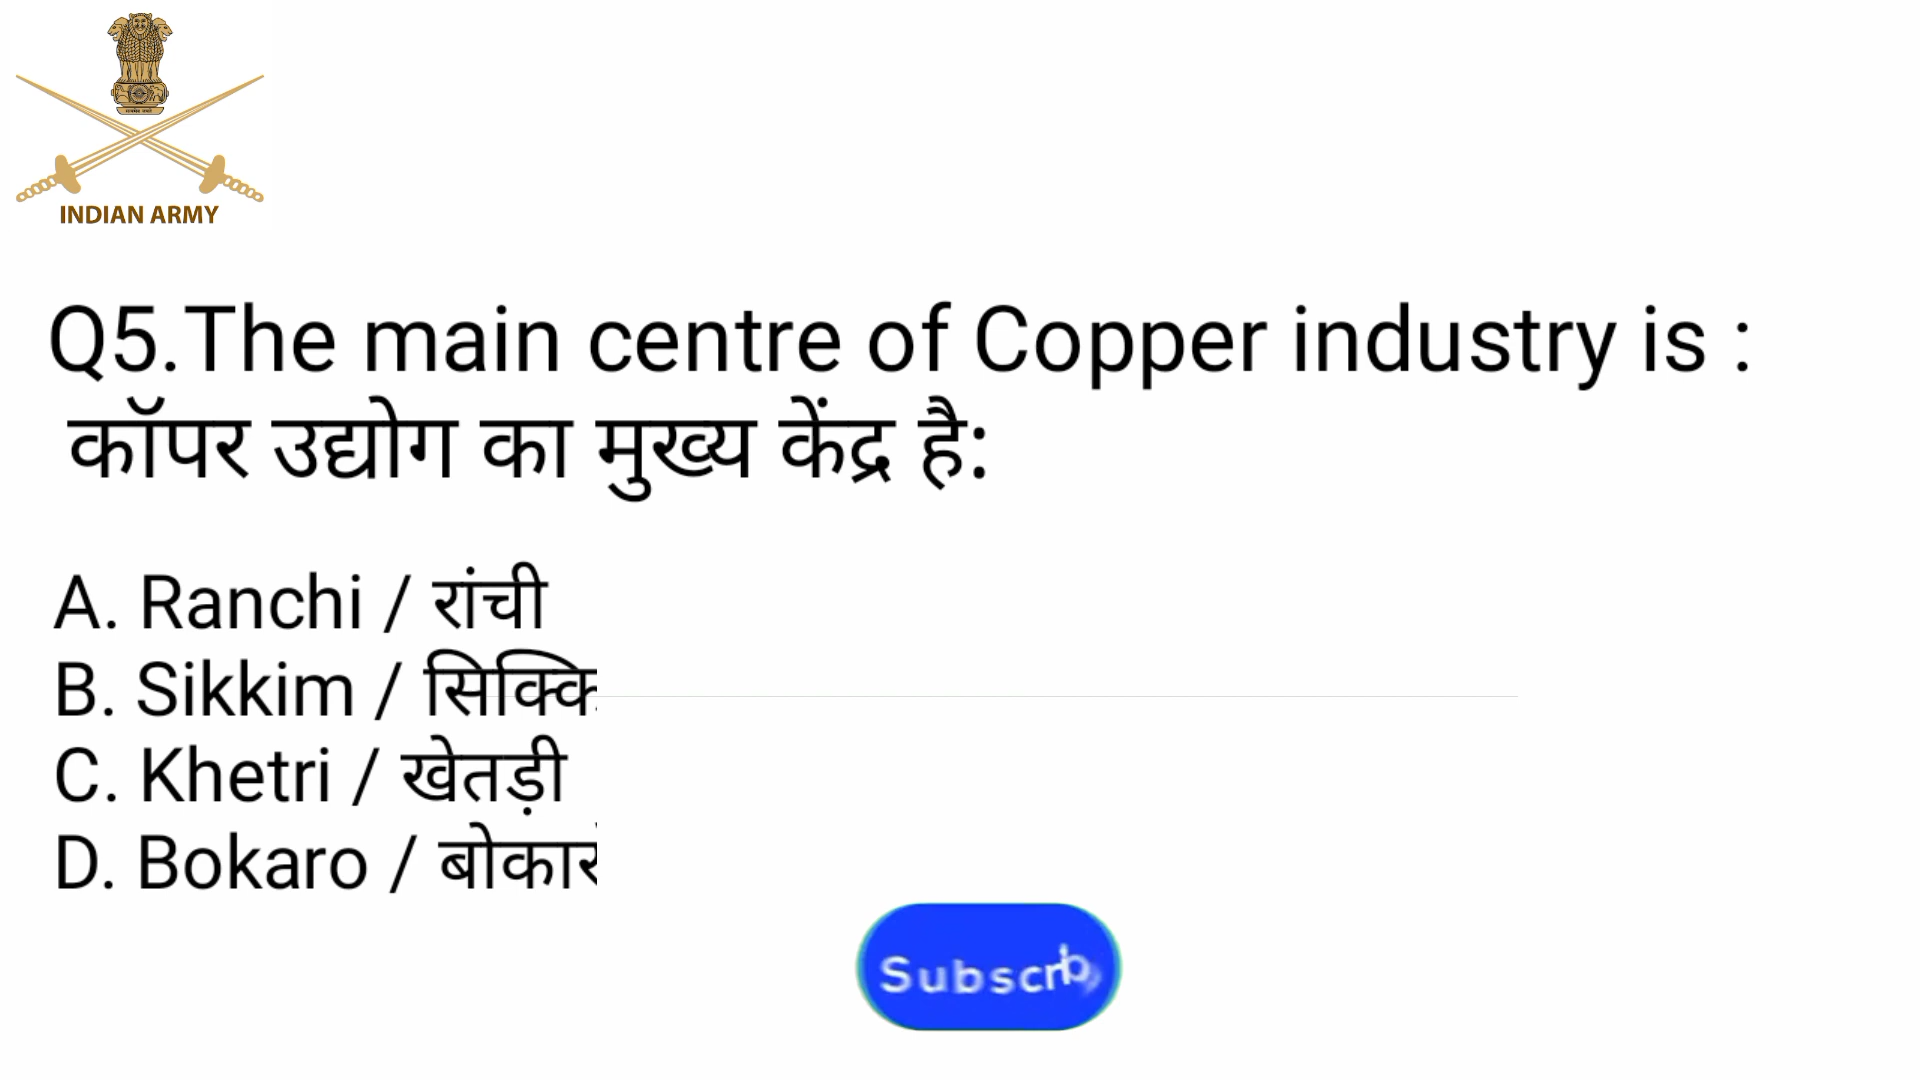 INDIAN ARMY
Q5.The main centre of Copper industry is :
कॉपर उद्योग का मुख्य केंद्र है:
A. Ranchi / रांची
B. Sikkim /
C. Khetri / खेतड़ी
D. Bokaro /